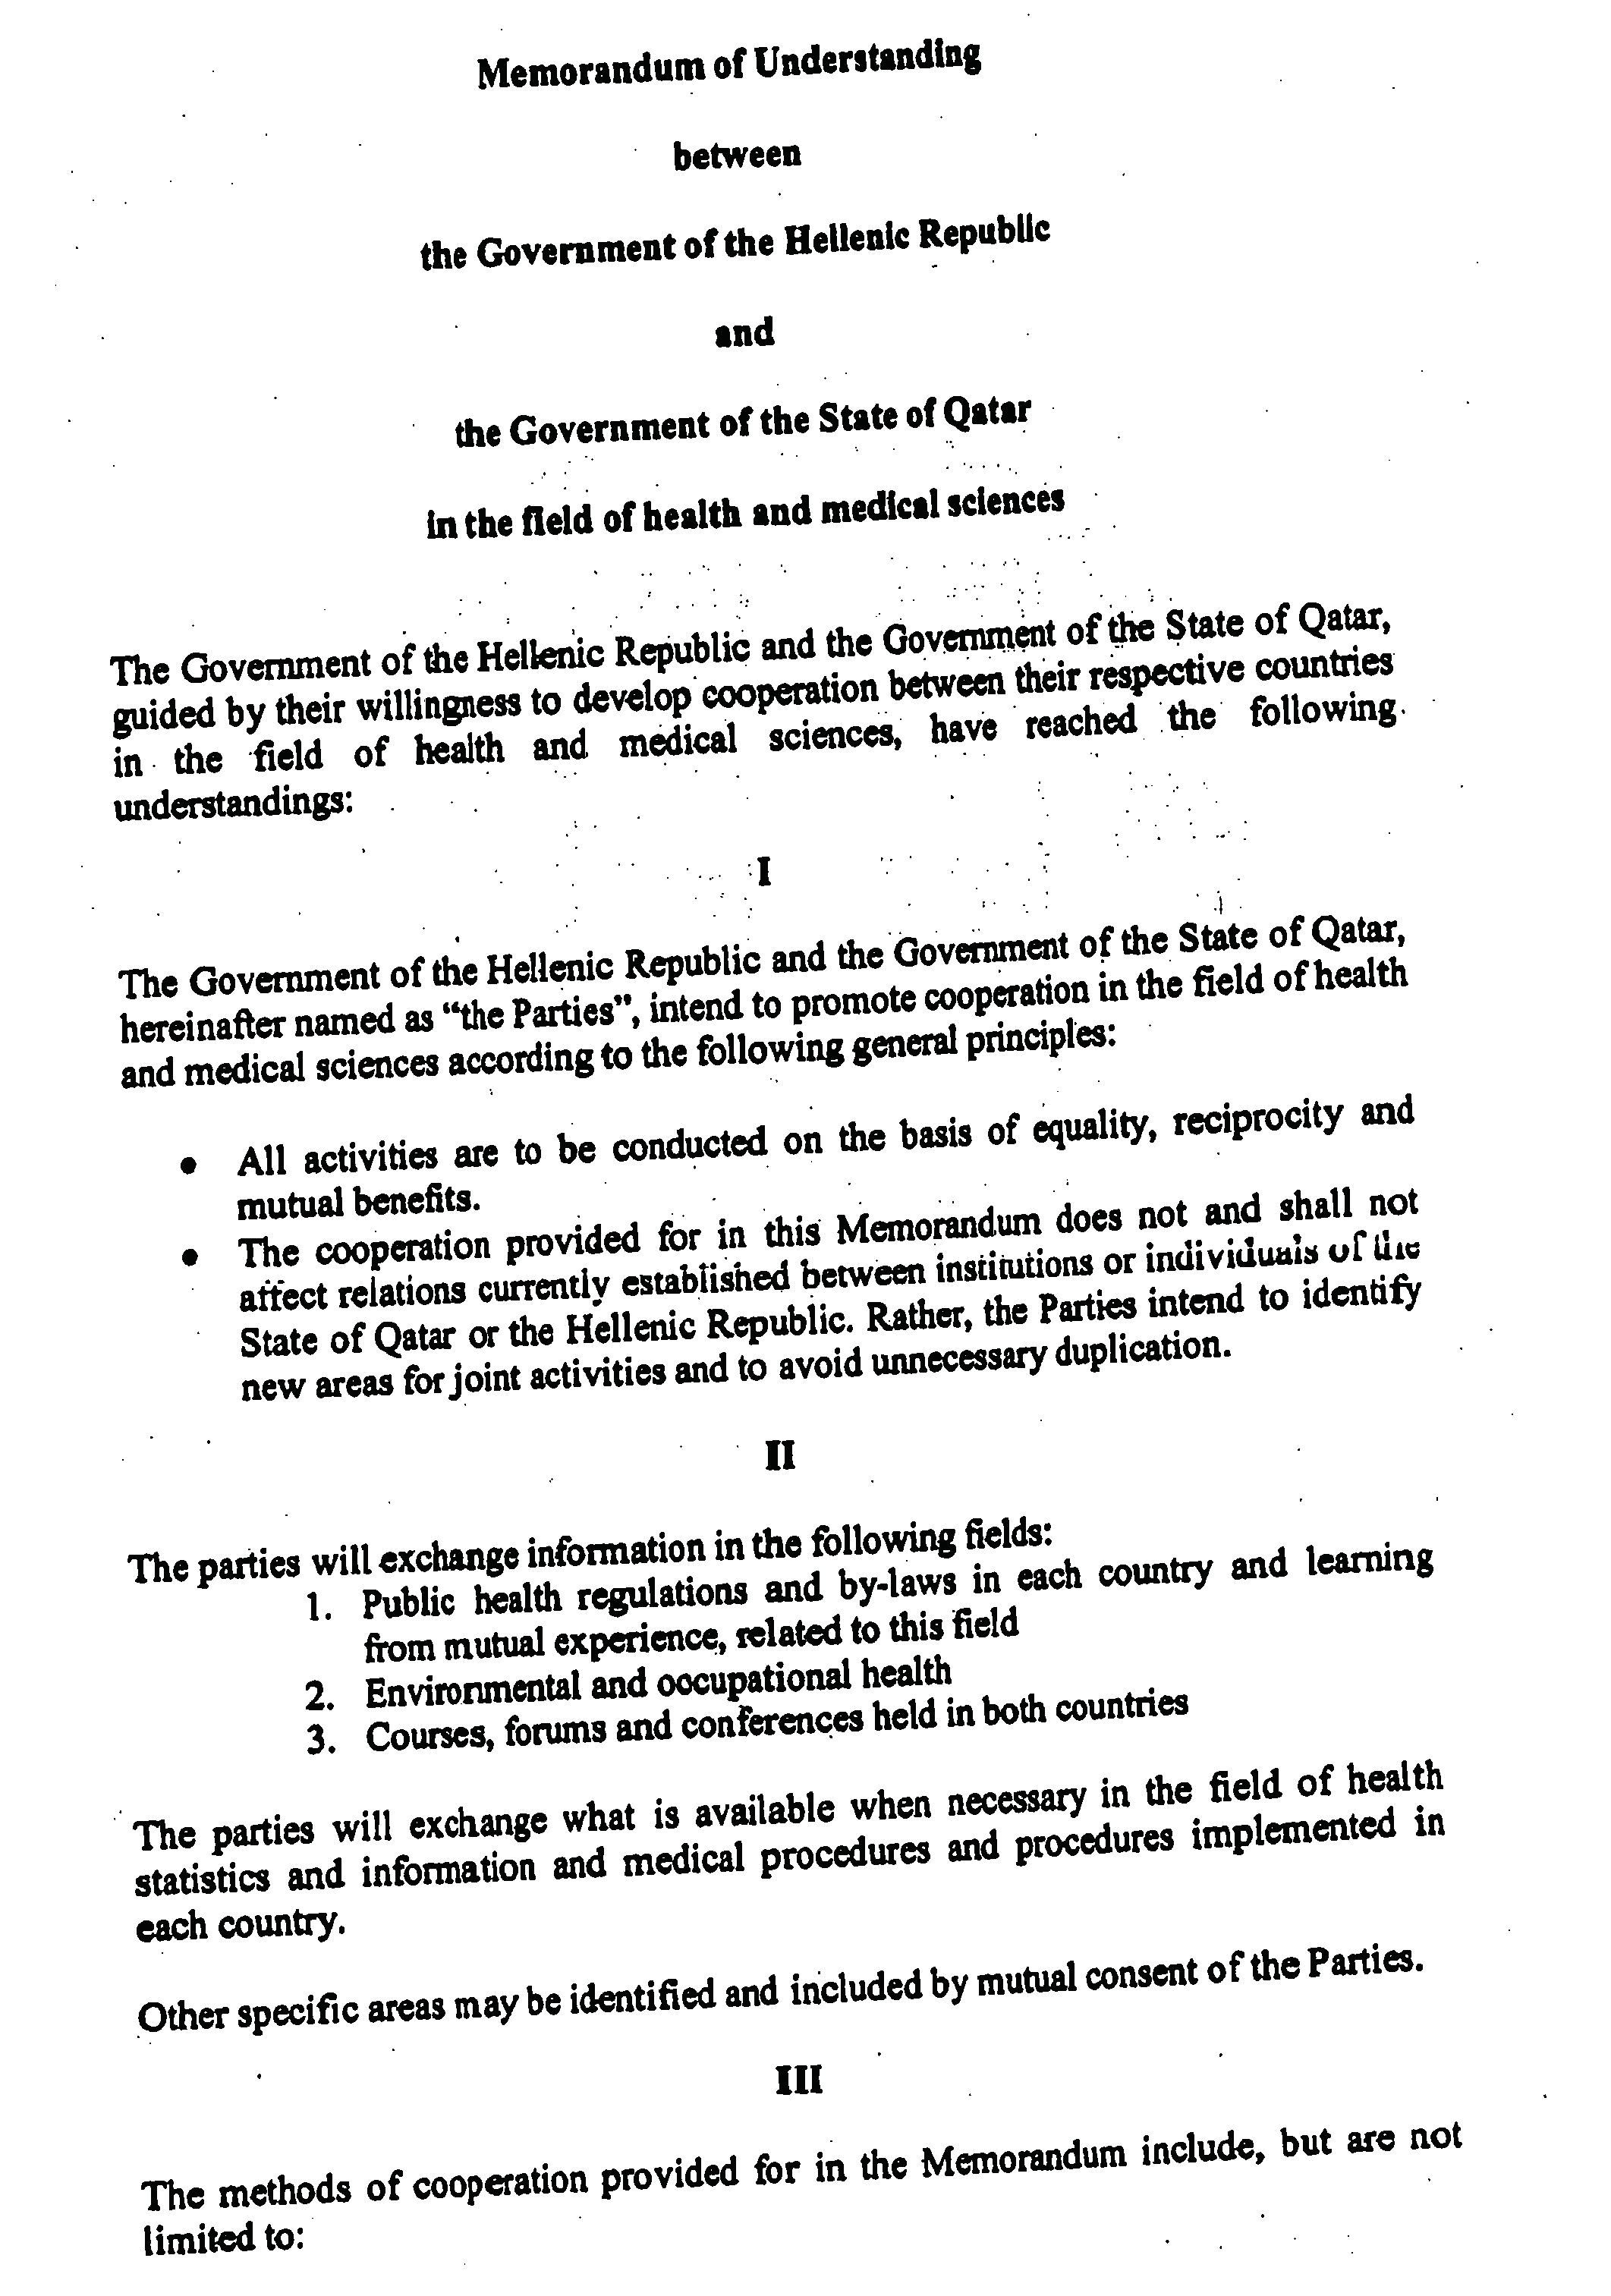 Memorandum of Understanding
between
the Government of the Hellenic Republic
and
the Government of the State of Qatar
in the field of health and medical sciences
The Government of the Hellenic Republic and the Government of the State of Qatar,
guided by their willingness to develop cooperation between their respective countries
in the field of health and medical sciences, have reached the following
understandings:
I
The Government of the Hellenic Republic and the Government of the State of Qatar,
hereinafter named as “the Parties”, intend to promote cooperation in the field of health
and medical sciences according to the following general principles:
• All activities are to be conducted on the basis of equality, reciprocity and
mutual benefits.
• The cooperation provided for in this Memorandum does not and shall not
affect relations currently established between institutions or individuals of the
State of Qatar or the Hellenic Republic. Rather, the Parties intend to identify
new areas for joint activities and to avoid unnecessary duplication.
II
The parties will exchange information in the following fields:
1. Public health regulations and by-laws in each country and learning
from mutual experience, related to this field
2. Environmental and occupational health
3. Courses, forums and conferences held in both countries
The parties will exchange what is available when necessary in the field of health
statistics and information and medical procedures and procedures implemented in
each country.
Other specific areas may be identified and included by mutual consent of the Parties.
III
The methods of cooperation provided for in the Memorandum include, but are not
limited to: